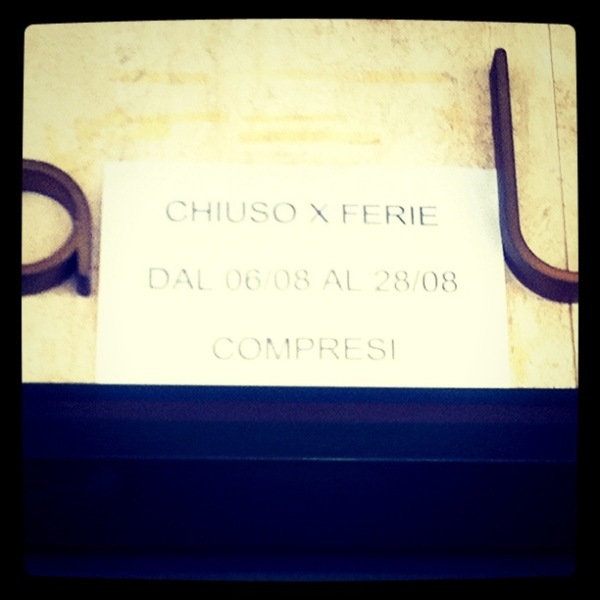 a l
CHIUSO X FERIE
DAL 06/08 AL 28/08
COMPRESI